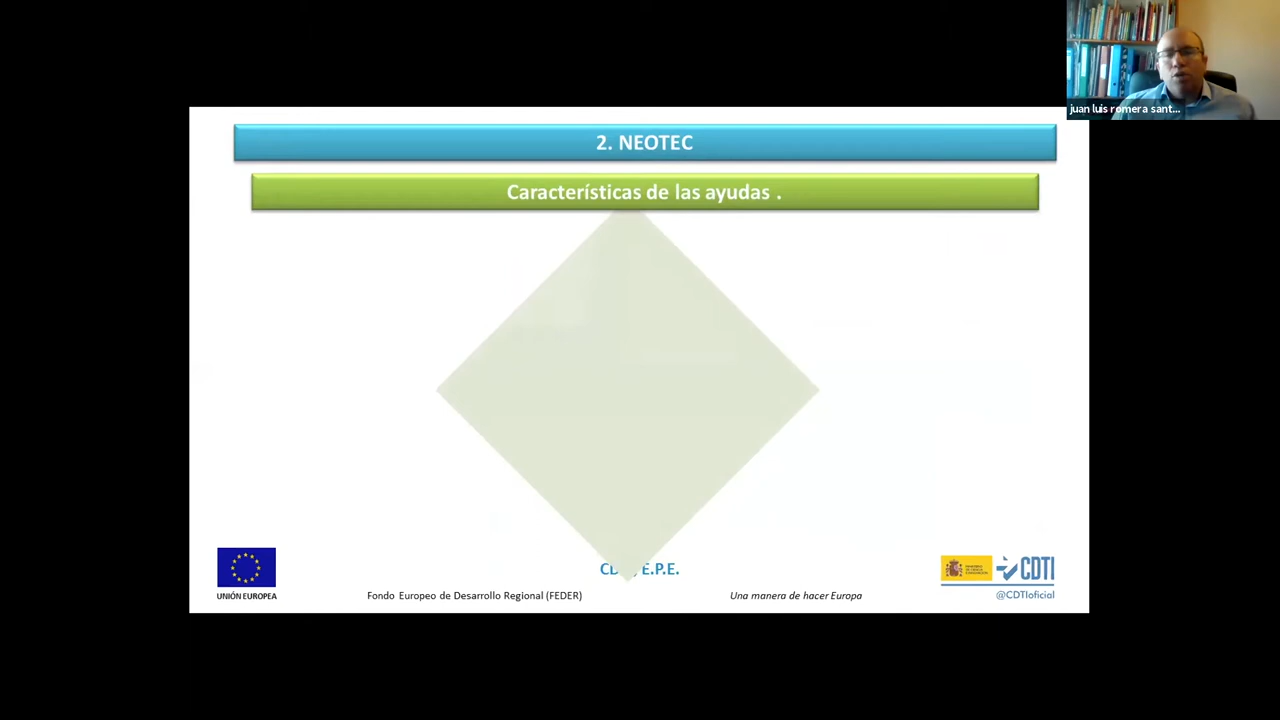 juan luis romera sant...
2. NEOTEC
Características de las ayudas .
E.P.E.
UNIÓN EUROPEA
Fondo Europeo de Desarrollo Regional (FEDER)
Una manera de hacer Europa
CDTI
@CDTIoficial